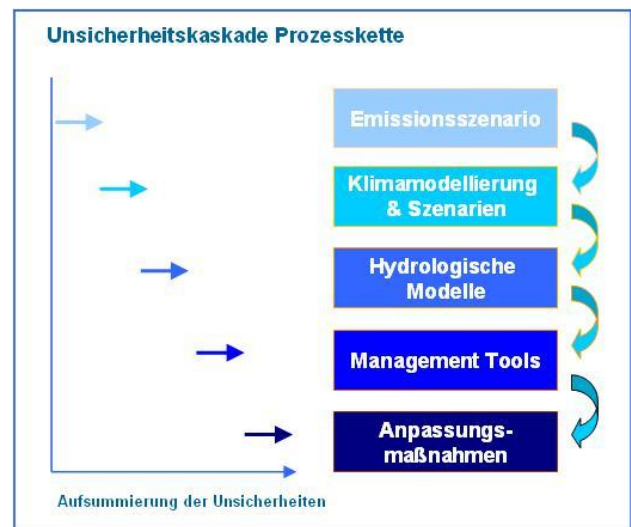 Unsicherheitskaskade Prozesskette
Emissionsszenario
Klimamodellierung
& Szenarien
Hydrologische
Modelle
Management Tools
Anpassungs-
maßnahmen
Aufsummierung der Unsicherheiten